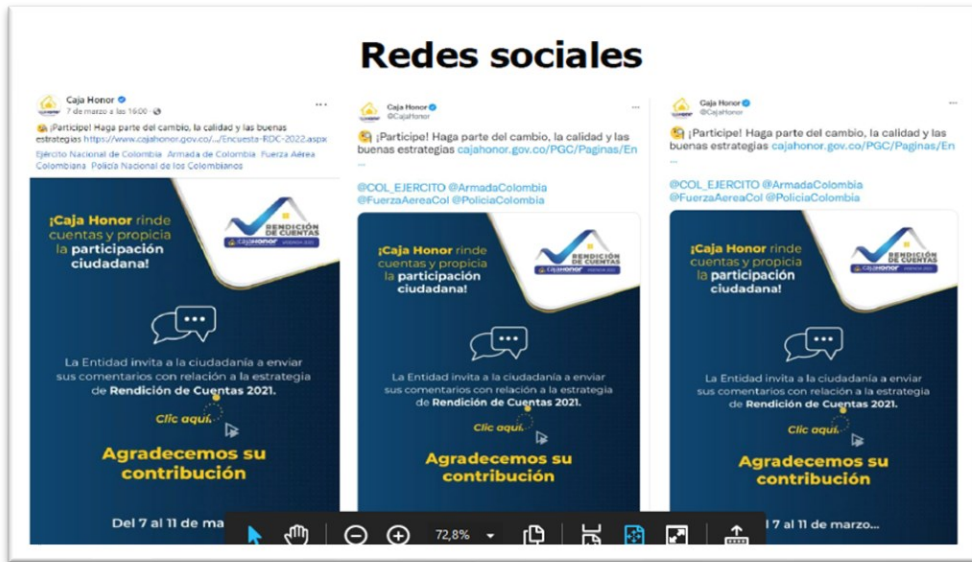 Redes sociales
Caja Honor
7 de marzo a las 16:00
¡Participe! Haga parte del cambio, la calidad y las buenas
estrategias https://www.cajahonor.gov.co/.../Encuesta-RDC-2022.aspx
Ejército Nacional de Colombia Armada de Colombia Fuerza Aérea
Colombiana Policía Nacional de los Colombianos
¡Caja Honor rinde
cuentas y propicia
la participación
ciudadana!
RENDICIÓN
DE CUENTAS
CAJAHONOR
La Entidad invita a la ciudadanía a enviar
sus comentarios con relación a la estrategia
de Rendición de Cuentas 2021.
Clic aquí.
Agradecemos su
contribución
Del 7 al 11 de ma
Caja Honor
@CajaHonor
¡Participe! Haga parte del cambio, la calidad y las
buenas estrategias cajahonor.gov.co/PGC/Paginas/En
...
@COL_EJERCITO @ArmadaColombia
@FuerzaAereaCol @PoliciaColombia
¡Caja Honor rinde
cuentas y propicia
la participación
ciudadana!
RENDICIÓN
DE CUENTAS
CAJAHONOR
La Entidad invita a la ciudadanía a enviar
sus comentarios con relación a la estrategia
de Rendición de Cuentas 2021.
Clic aquí.
Agradecemos su
contribución
Caja Honor
@CajaHonor
¡Participe! Haga parte del cambio, la calidad y las
buenas estrategias cajahonor.gov.co/PGC/Paginas/En
...
@COL_EJERCITO @ArmadaColombia
@FuerzaAereaCol @PoliciaColombia
¡Caja Honor rinde
cuentas y propicia
la participación
ciudadana!
RENDICIÓN
DE CUENTAS
CAJAHONOR
La Entidad invita a la ciudadanía a enviar
sus comentarios con relación a la estrategia
de Rendición de Cuentas 2021.
Clic aquí.
Agradecemos su
contribución
l 7 al 11 de marzo...
72,8%